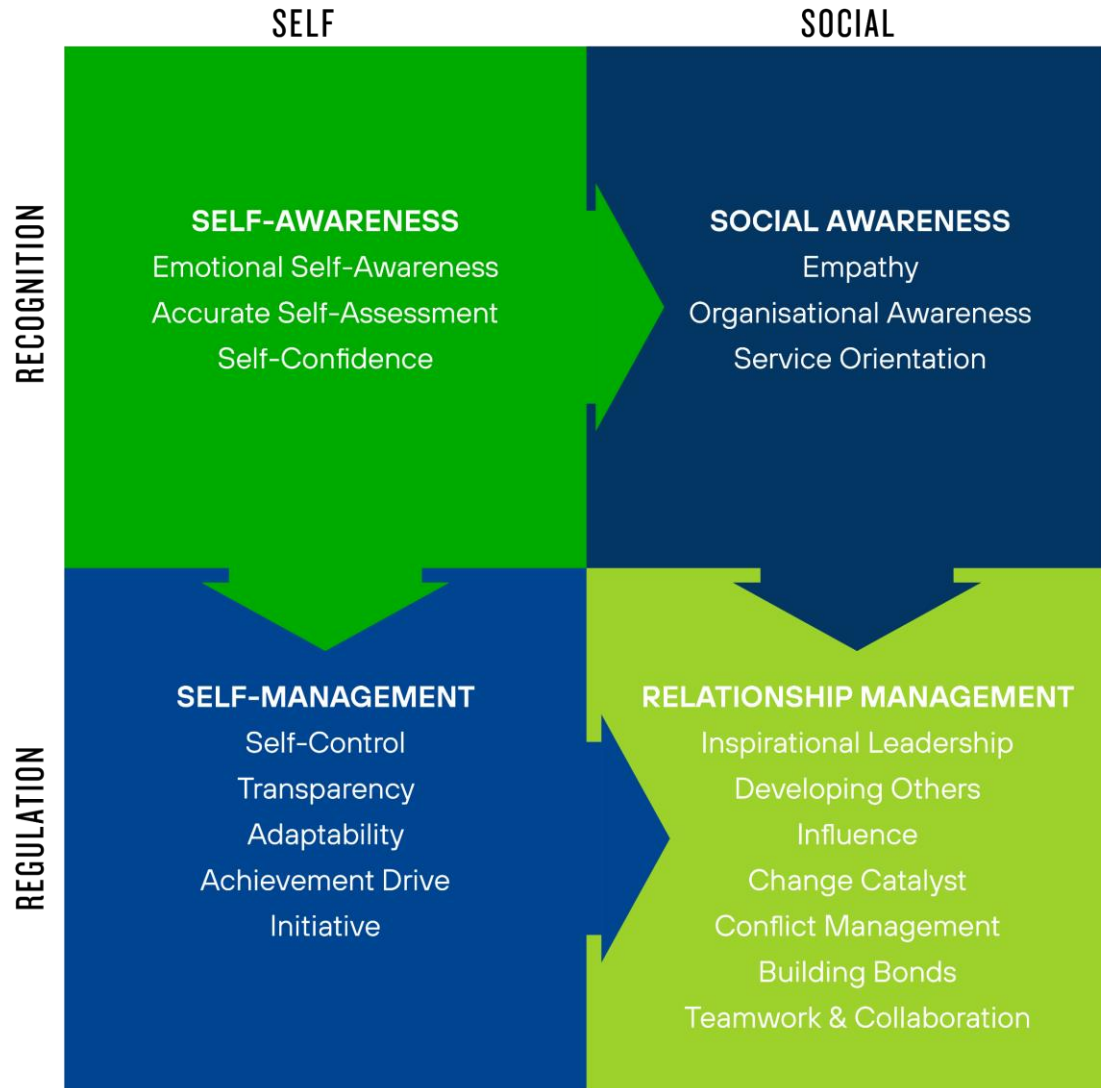 SELF
SOCIAL
RECOGNITION
SELF-AWARENESS
Emotional Self-Awareness
Accurate Self-Assessment
Self-Confidence
SOCIAL AWARENESS
Empathy
Organisational Awareness
Service Orientation
REGULATION
SELF-MANAGEMENT
Self-Control
Transparency
Adaptability
Achievement Drive
Initiative
RELATIONSHIP MANAGEMENT
Inspirational Leadership
Developing Others
Influence
Change Catalyst
Conflict Management
Building Bonds
Teamwork & Collaboration